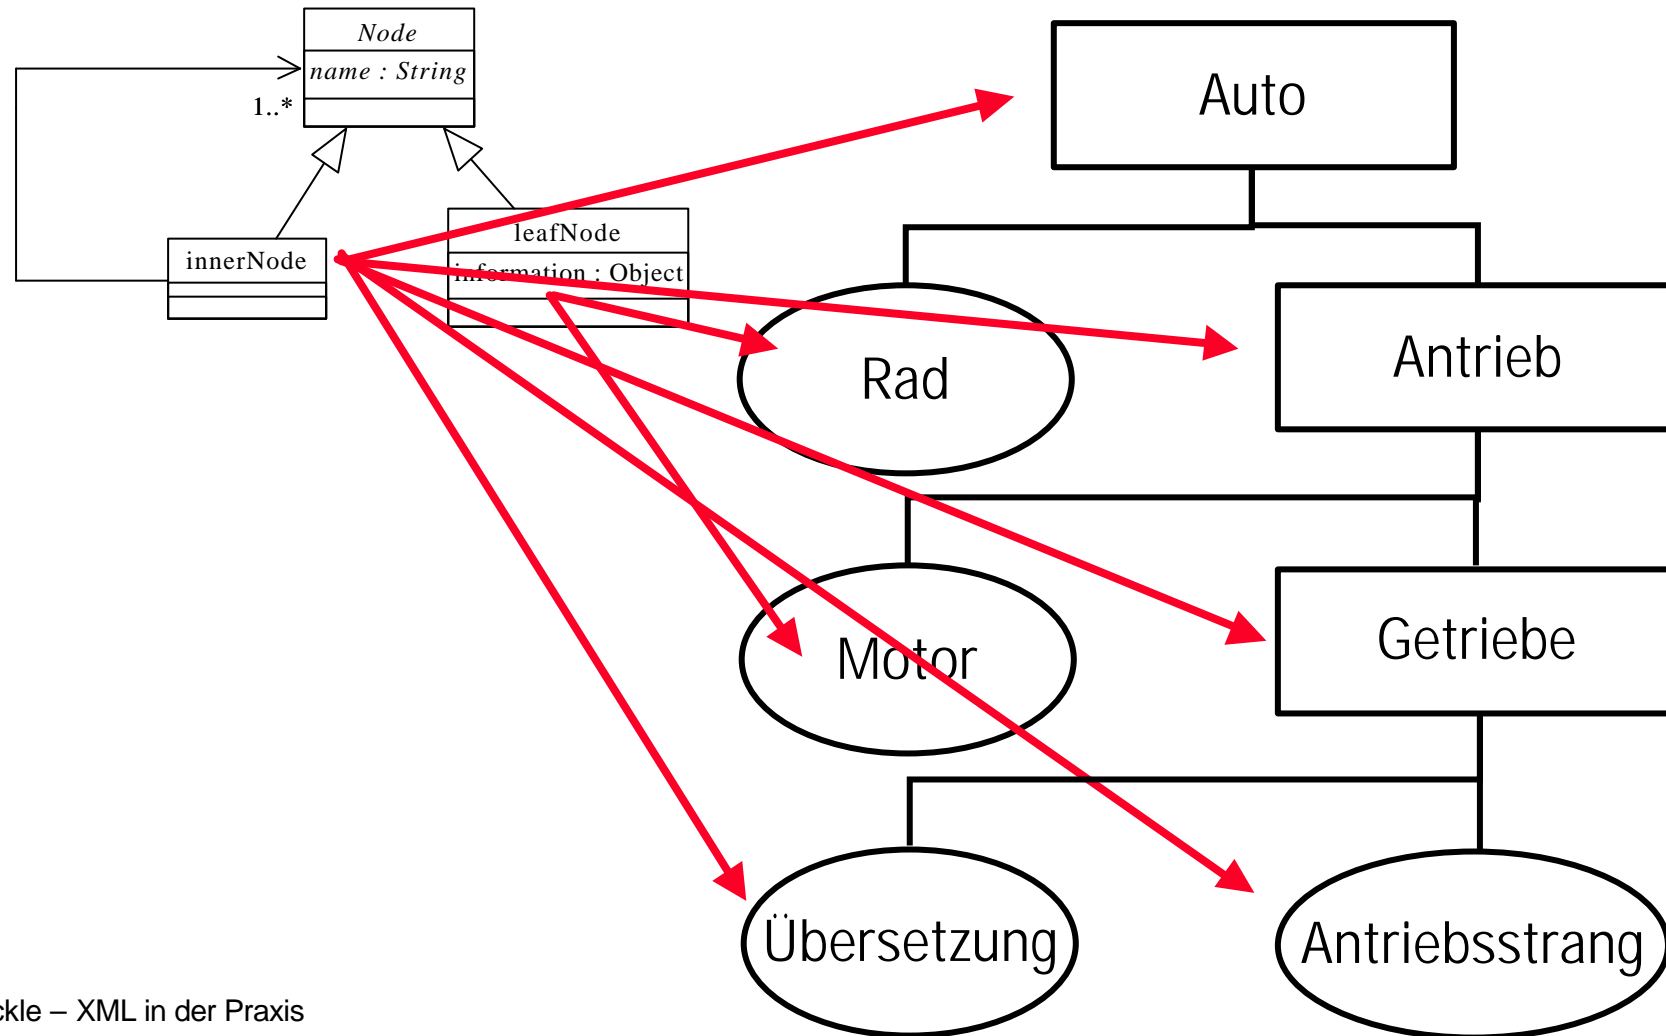 Node
name : String
1..*
innerNode
leafNode
information : Object
Auto
Rad
Antrieb
Motor
Getriebe
Übersetzung
Antriebsstrang
– XML in der Praxis